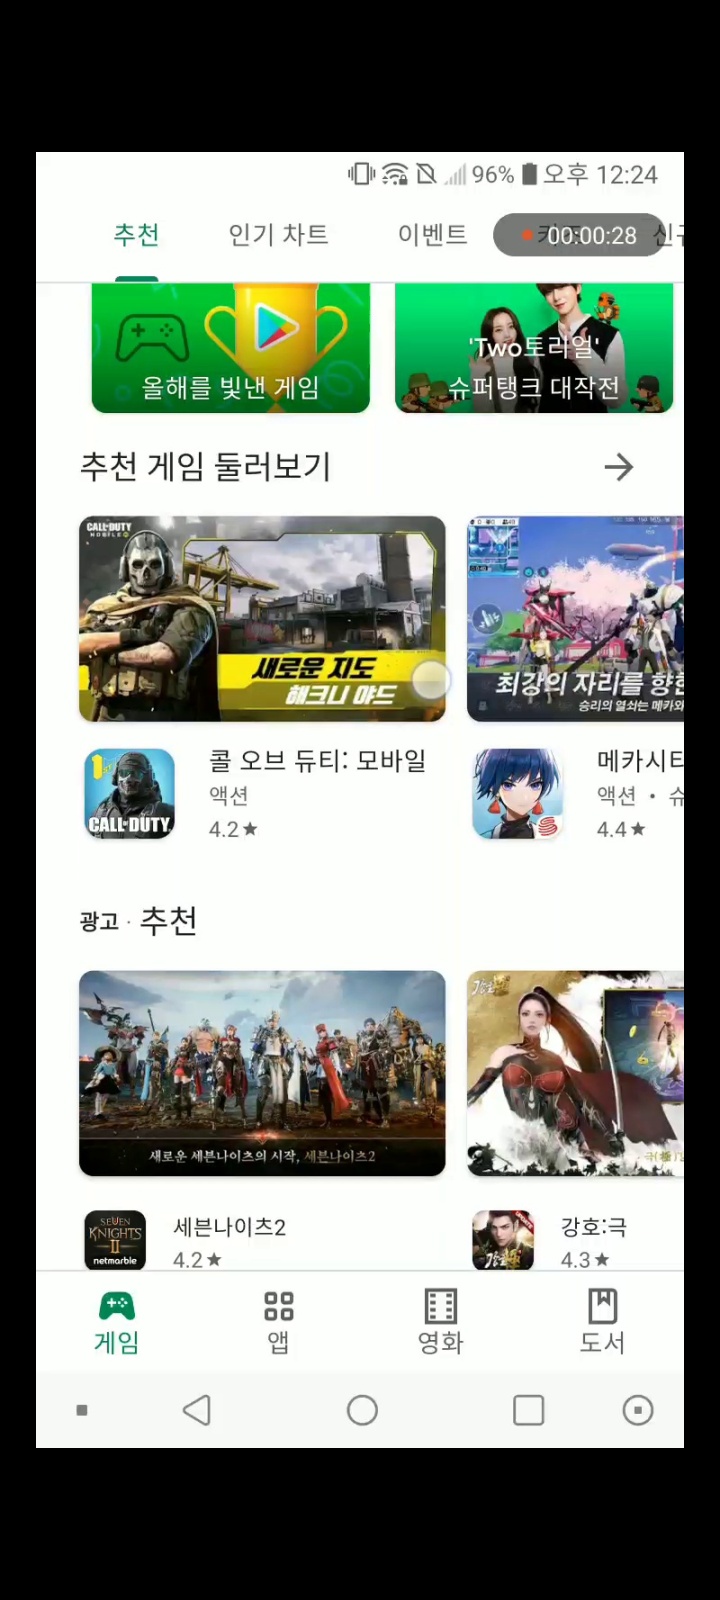 96% 오후 12:24
추천 인기 차트 이벤트 00:00:28
올해를 빛낸 게임
'Two토리얼'
슈퍼탱크 대작전
추천 게임 둘러보기
CALL·DUTY
MOBILE
새로운 지도
해크니 야드
최강의 자리를 향한
승리의 열쇠는 메카와
CALL·DUTY
콜 오브 듀티: 모바일
액션
4.2★
메카시티
액션 · 슈
4.4★
광고 · 추천
새로운 세븐나이츠의 시작, 세븐나이츠2
SEVEN
KNIGHTS
II
netmarble
세븐나이츠2
4.2★
강호:극
4.3★
게임 앱 영화 도서